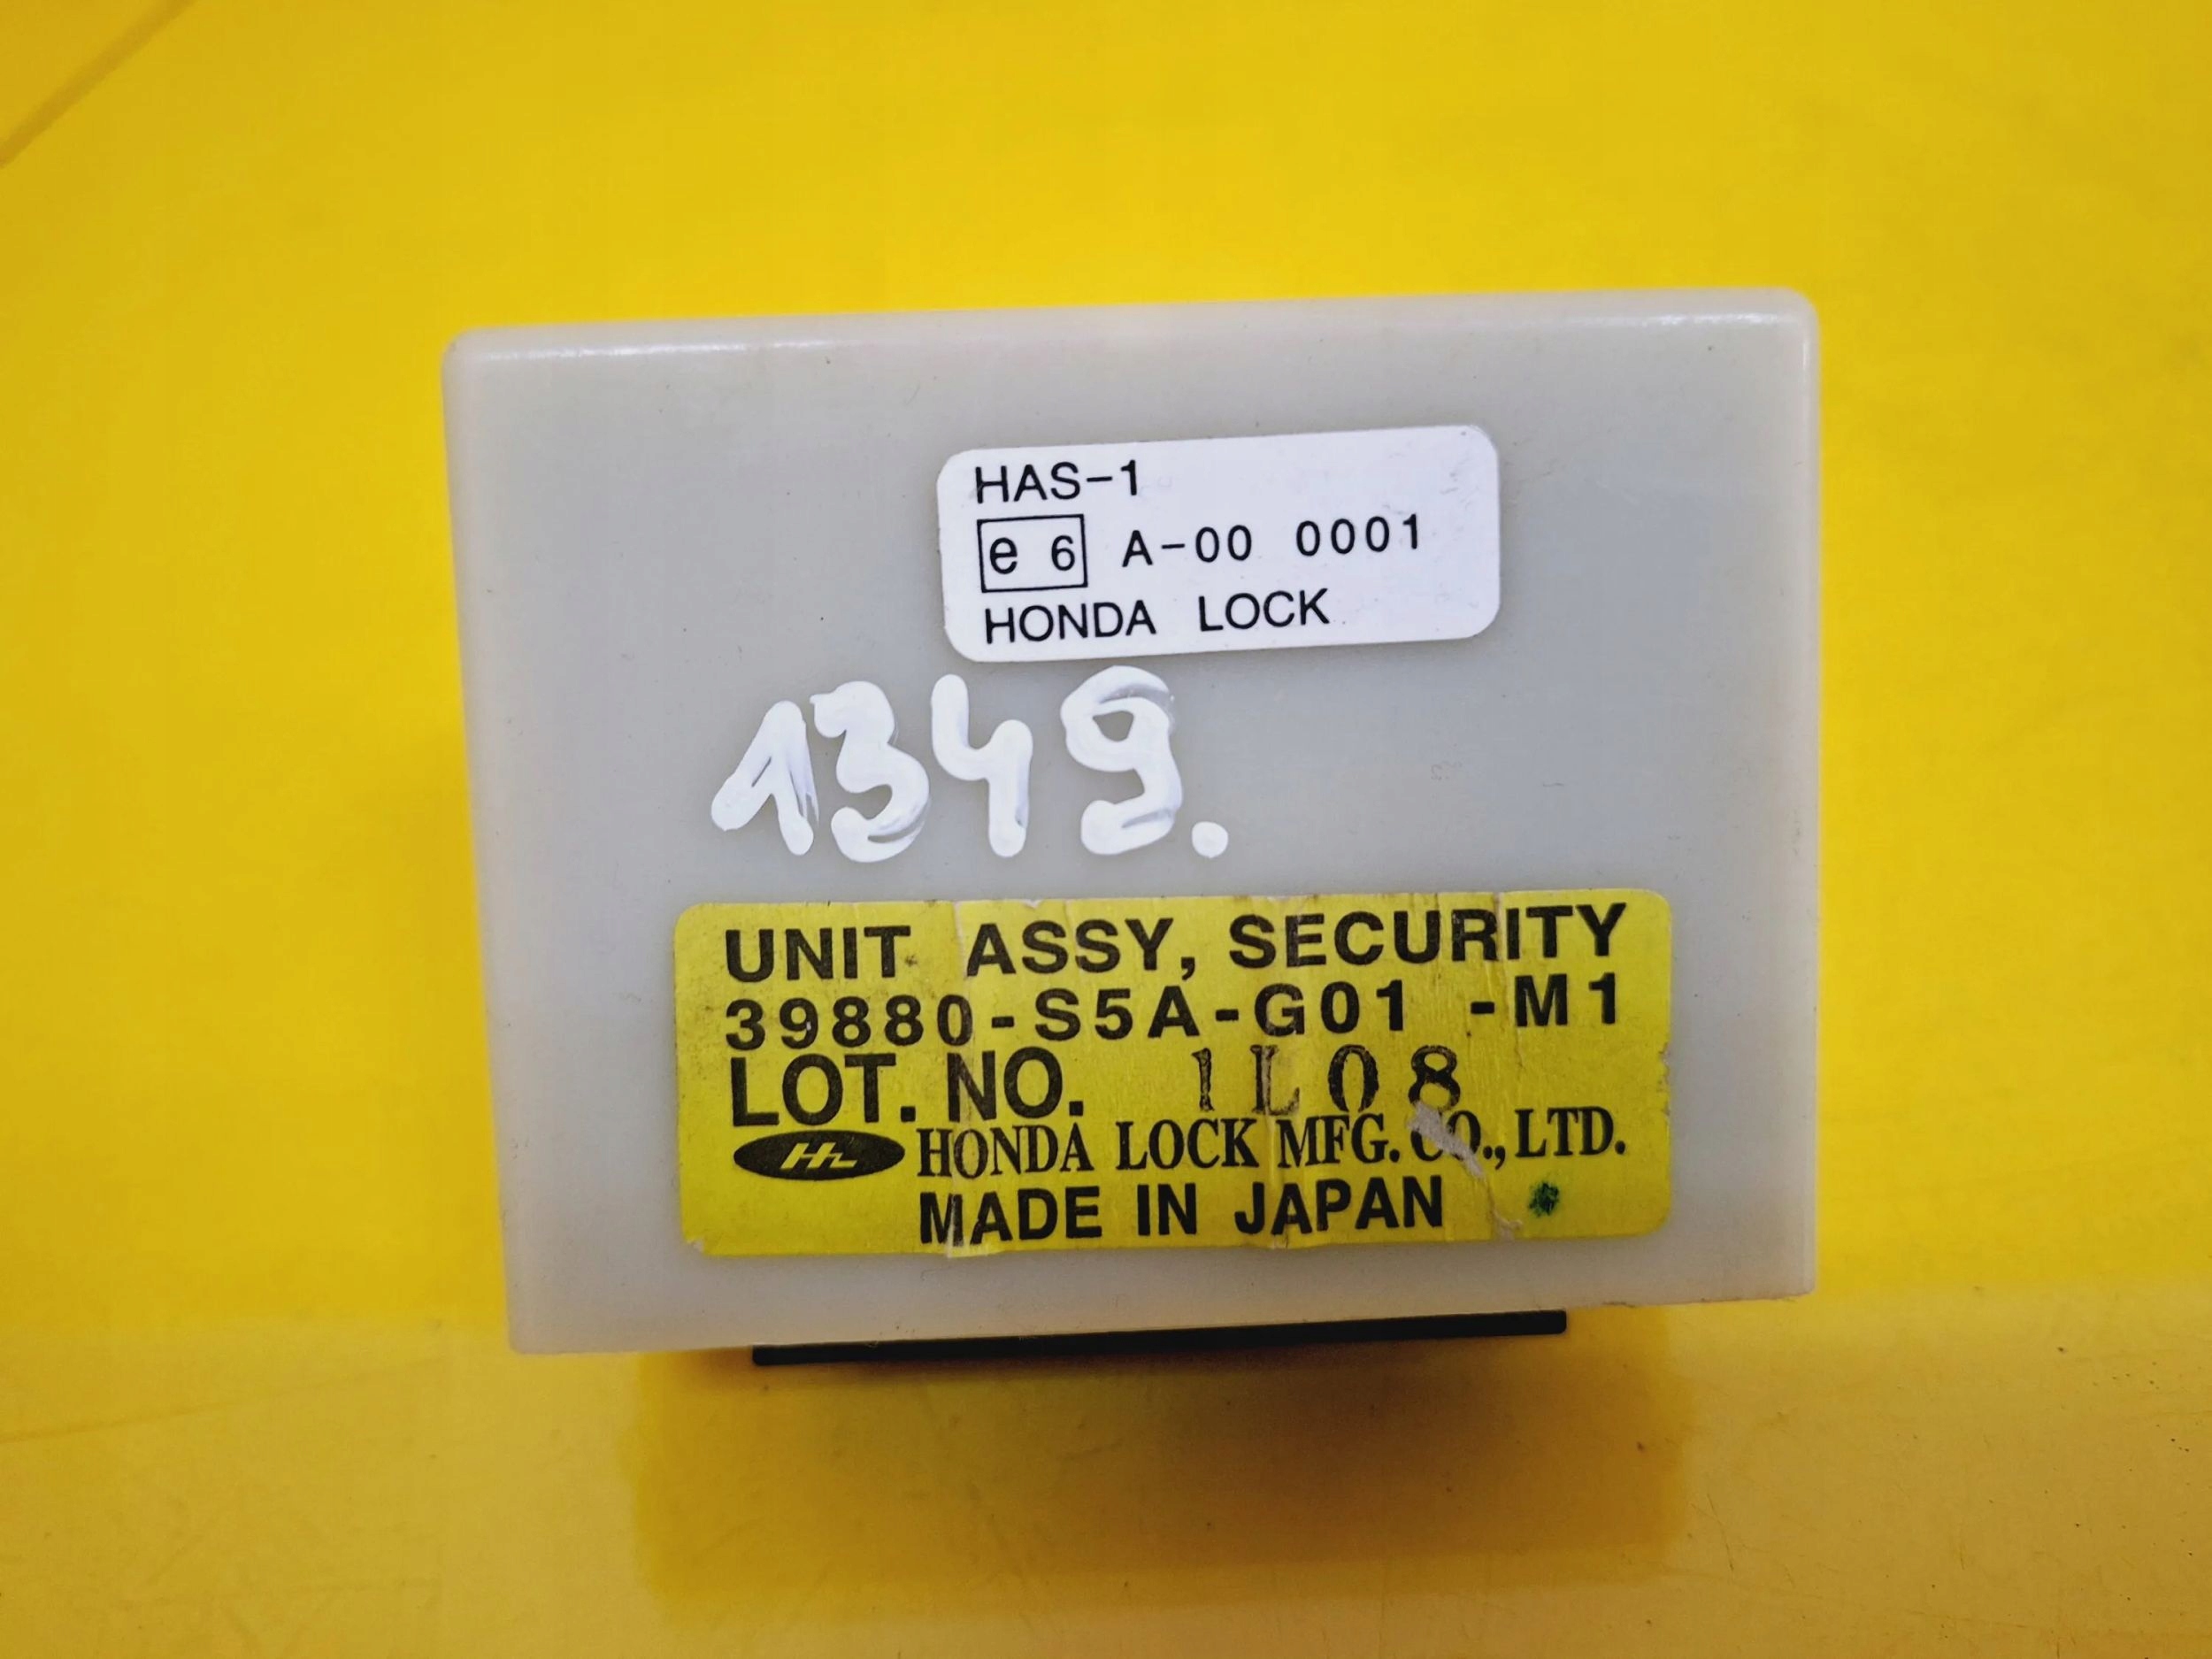 HAS-1
e 6 A-00 0001
HONDA LOCK
1349.
UNIT ASSY, SECURITY
39880-S5A-G01 -M1
LOT. NO. 1L08
HL HONDA LOCK MFG. CO., LTD.
MADE IN JAPAN